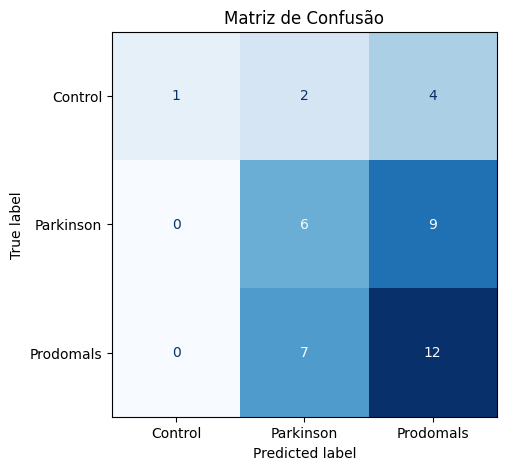 Matriz de Confusão
Control 1 2 4
Parkinson 0 6 9
Prodomals 0 7 12
True label
Control Parkinson Prodomals
Predicted label